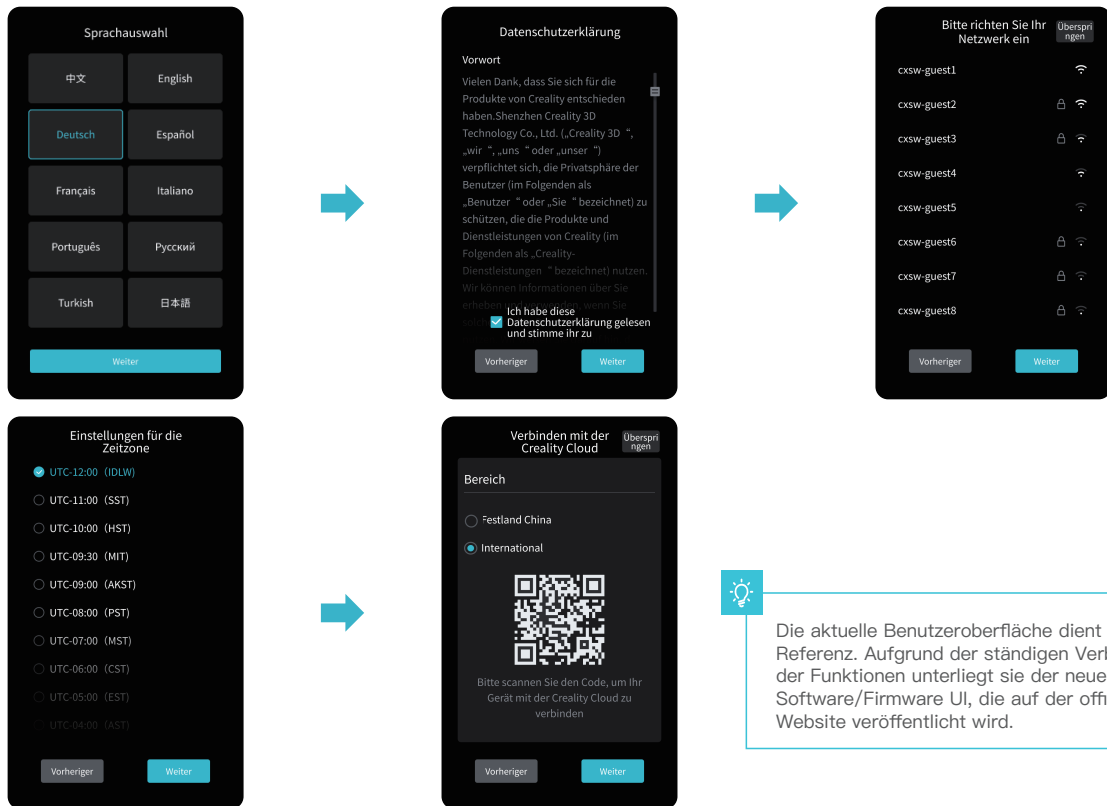 Sprachauswahl
中文
English
Deutsch
Español
Français
Italiano
Português
Русский
Turkish
日本語
Weiter
Datenschutzerklärung
Vorwort
Vielen Dank, dass Sie sich für die
Produkte von Creality entschieden
haben.Shenzhen Creality 3D
Technology Co., Ltd. („Creality 3D “,
„wir “, „uns “ oder „unser “)
verpflichtet sich, die Privatsphäre der
Benutzer (im Folgenden als
„Benutzer “ oder „Sie “ bezeichnet) zu
schützen, die die Produkte und
Dienstleistungen von Creality (im
Folgenden als „Creality-
Dienstleistungen “ bezeichnet) nutzen.
Wir können Informationen über Sie
erheben und verwenden, wenn Sie
Ich habe diese
Datenschutzerklärung gelesen
und stimme ihr zu
Vorheriger
Weiter
Bitte richten Sie Ihr
Netzwerk ein
Überspri
ngen
cxsw-guest1
cxsw-guest2
cxsw-guest3
cxsw-guest4
cxsw-guest5
cxsw-guest6
cxsw-guest7
cxsw-guest8
Vorheriger
Weiter
Einstellungen für die
Zeitzone
UTC-12:00（IDLW)
UTC-11:00（SST)
UTC-10:00（HST)
UTC-09:30（MIT)
UTC-09:00（AKST)
UTC-08:00（PST)
UTC-07:00（MST)
UTC-06:00（CST)
UTC-05:00（EST)
UTC-04:00（AST)
Vorheriger
Weiter
Verbinden mit der
Creality Cloud
Überspri
ngen
Bereich
Festland China
International
Bitte scannen Sie den Code, um Ihr
Gerät mit der Creality Cloud zu
verbinden
Vorheriger
Weiter
Die aktuelle Benutzeroberfläche dient
Referenz. Aufgrund der ständigen
der Funktionen unterliegt sie der
Software/Firmware UI, die auf der
Website veröffentlicht wird.